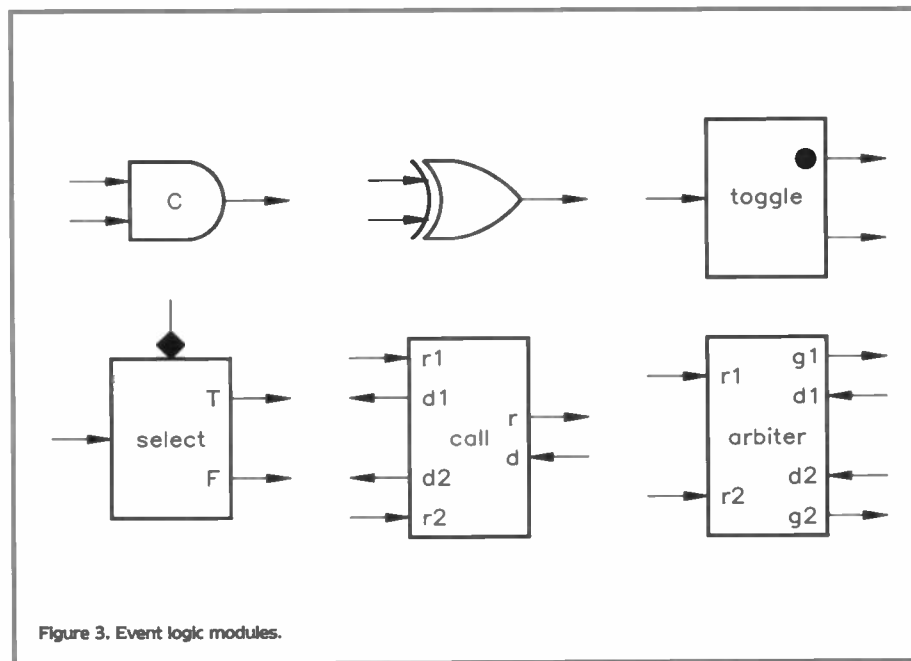 C
toggle
select
T
F
r1
d1
call
r
d
d2
r2
r1
g1
d1
arbiter
r2
d2
g2
Figure 3. Event logic modules.